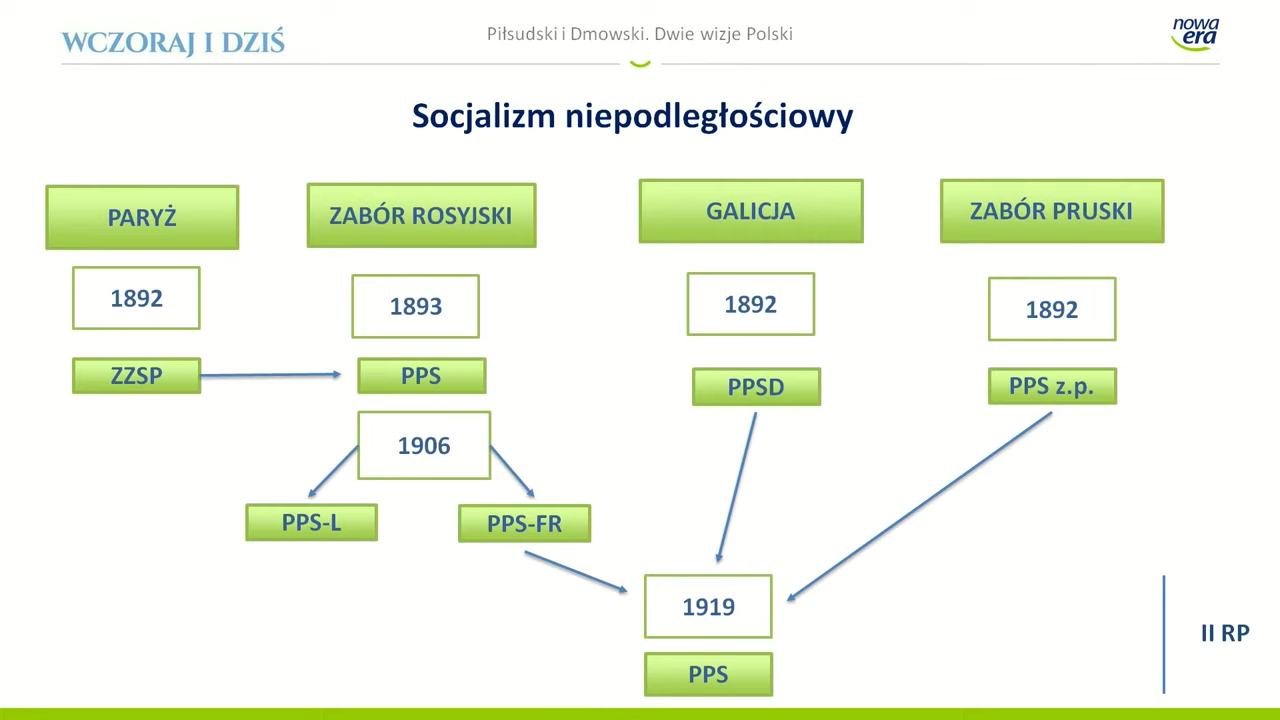 WCZORAJ I DZIŚ
Piłsudski i Dmowski. Dwie wizje Polski
nowa
era
Socjalizm niepodległościowy
PARYŻ
ZABÓR ROSYJSKI
GALICJA
ZABÓR PRUSKI
1892
1893
1892
1892
ZZSP
PPS
PPSD
PPS z.p.
1906
PPS-L
PPS-FR
1919
II RP
PPS